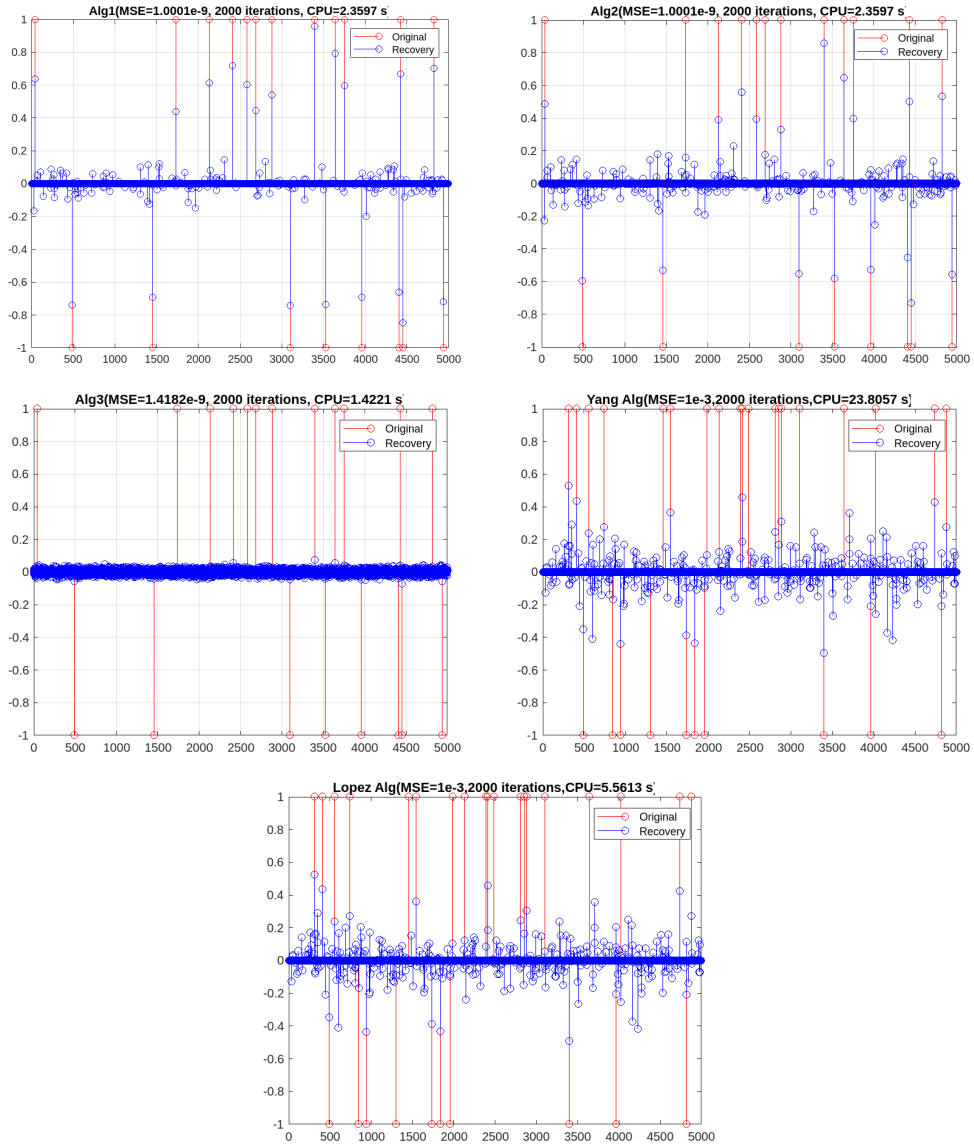 Alg1(MSE=1.0001e-9, 2000 iterations, CPU=2.3597 s)
1
0.8
0.6
0.4
0.2
0
-0.2
-0.4
-0.6
-0.8
-1
Original
Recovery
0 500 1000 1500 2000 2500 3000 3500 4000 4500 5000
Alg2(MSE=1.0001e-9, 2000 iterations, CPU=2.3597 s)
1
0.8
0.6
0.4
0.2
0
-0.2
-0.4
-0.6
-0.8
-1
Original
Recovery
0 500 1000 1500 2000 2500 3000 3500 4000 4500 5000
Alg3(MSE=1.4182e-9, 2000 iterations, CPU=1.4221 s)
1
0.8
0.6
0.4
0.2
0
-0.2
-0.4
-0.6
-0.8
-1
Original
Recovery
0 500 1000 1500 2000 2500 3000 3500 4000 4500 5000
Yang Alg(MSE=1e-3,2000 iterations,CPU=23.8057 s)
1
0.8
0.6
0.4
0.2
0
-0.2
-0.4
-0.6
-0.8
-1
Original
Recovery
0 500 1000 1500 2000 2500 3000 3500 4000 4500 5000
Lopez Alg(MSE=1e-3,2000 iterations,CPU=5.5613 s)
1
0.8
0.6
0.4
0.2
0
-0.2
-0.4
-0.6
-0.8
-1
Original
Recovery
0 500 1000 1500 2000 2500 3000 3500 4000 4500 5000